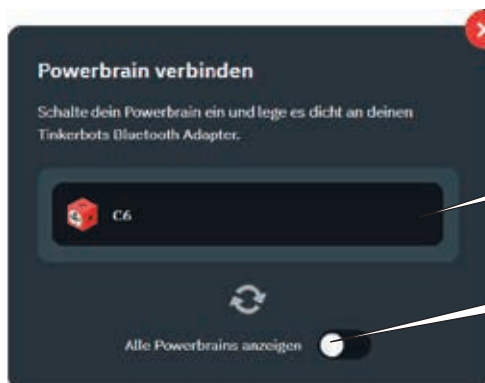 Powerbrain verbinden
Schalte dein Powerbrain ein und lege es dicht an deinen
Tinkerbots Bluetooth Adapter.
C6
Alle Powerbrains anzeigen